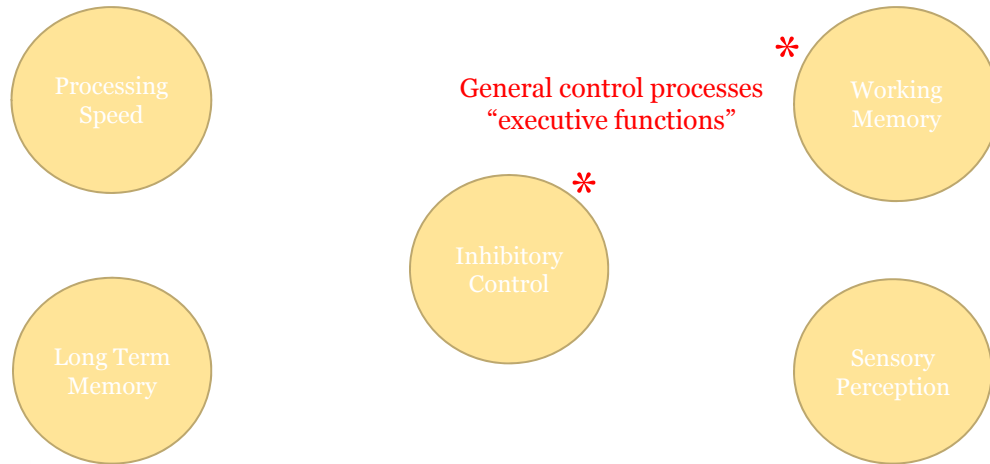 Processing
Speed
*
General control processes
“executive functions”
Working
Memory
*
Inhibitory
Control
Long Term
Memory
Sensory
Perception